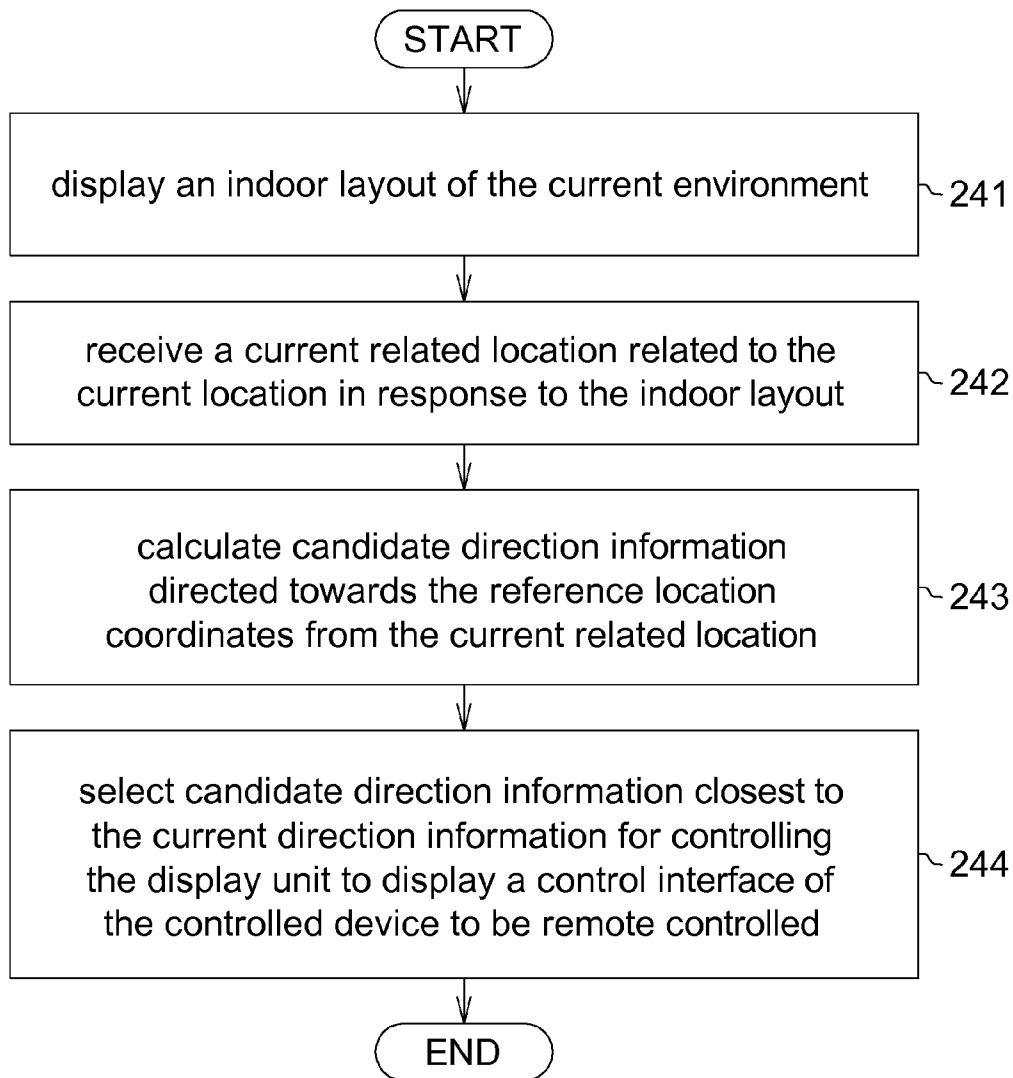 START
display an indoor layout of the current environment
241
receive a current related location related to the
current location in response to the indoor layout
242
calculate candidate direction information
directed towards the reference location
coordinates from the current related location
243
select candidate direction information closest to
the current direction information for controlling
the display unit to display a control interface of
the controlled device to be remote controlled
244
END